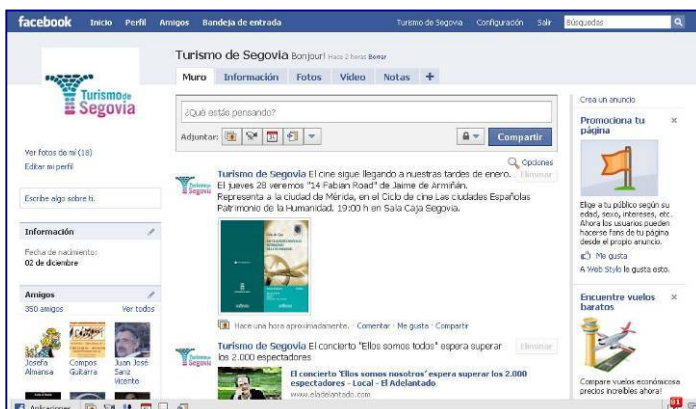 facebook Inicio Perfil Amigos Bandeja de entrada Turismo de Segovia Configuración Salir Búsquedas
Turismo de Segovia Bonjour! Hace 2 horas Borrar
Muro Información Fotos Video Notas +
Turismo de
Segovia
¿Qué estás pensando?
Adjuntar: 31 Compartir
Opciones
Ver fotos de mí (18)
Editar mi perfil
Escribe algo sobre ti.
Información
Fecha de nacimiento:
02 de diciembre
Amigos
350 amigos Ver todos
Josefa
Almansa
Compos
Guitarra
Juan José
Sanz
Vicente
Turismo de Segovia El cine sigue llegando a nuestras tardes de enero. Eliminar
El jueves 28 veremos "14 Fabian Road" de Jaime de Armiñán.
Representa a la ciudad de Mérida, en el Ciclo de cine Las ciudades Españolas
Patrimonio de la Humanidad. 19:00 h en Sala Caja Segovia.
Hace una hora aproximadamente. · Comentar · Me gusta · Compartir
Turismo de Segovia El concierto "Ellos somos todos" espera superar Eliminar
los 2.000 espectadores
El concierto 'Ellos somos nosotros' espera superar los 2.000
espectadores - Local - El Adelantado
www.eladelantado.com
Crea un anuncio
Promociona tu ×
página
Elige a tu público según su
edad, sexo, intereses, etc.
Ahora los usuarios pueden
hacerse fans de tu página
desde el propio anuncio.
Me gusta
A Web Stylo le gusta esto.
Encuentre vuelos ×
baratos
Compare vuelos económicosa
precios increíbles ahora!
Aplicaciones
91